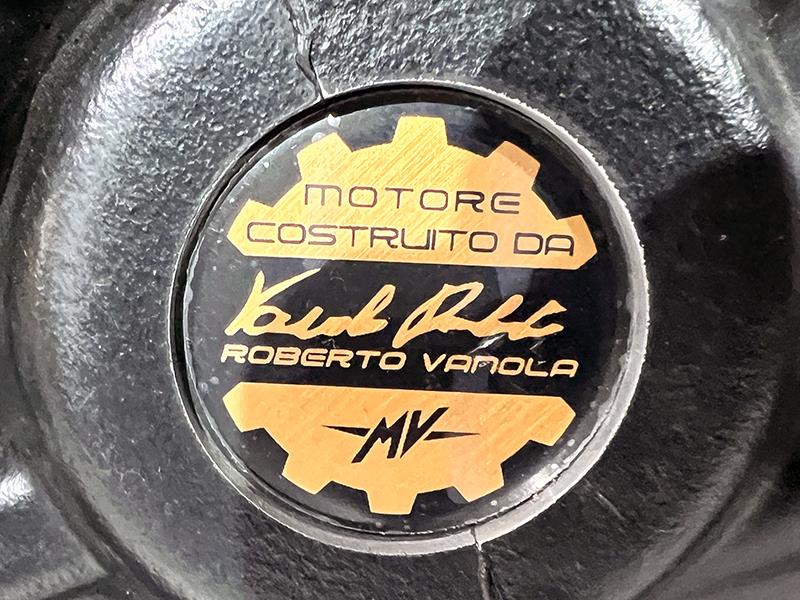 MOTORE
COSTRUITO DA
ROBERTO VANOLA
MV